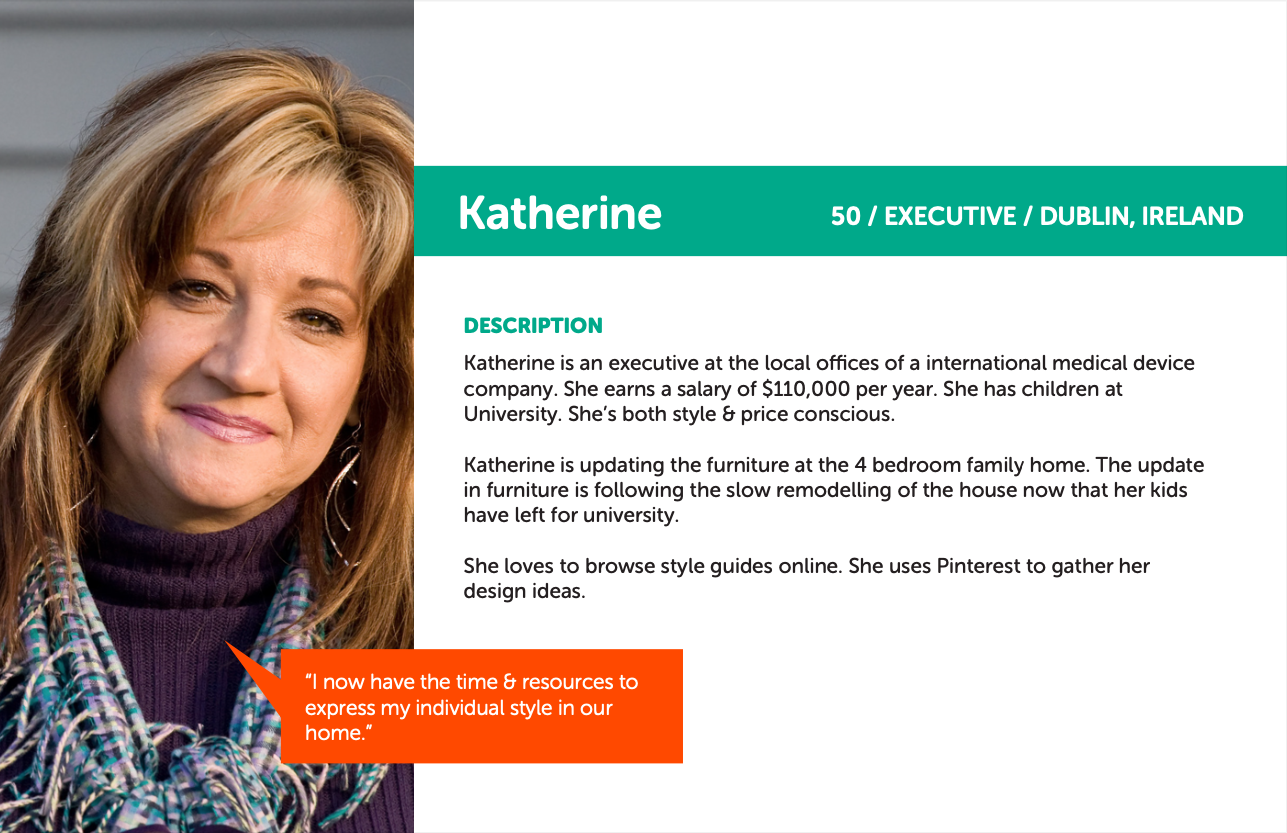 Katherine
50 / EXECUTIVE / DUBLIN, IRELAND
DESCRIPTION
Katherine is an executive at the local offices of a international medical device
company. She earns a salary of $110,000 per year. She has children at
University. She’s both style & price conscious.
Katherine is updating the furniture at the 4 bedroom family home. The update
in furniture is following the slow remodelling of the house now that her kids
have left for university.
She loves to browse style guides online. She uses Pinterest to gather her
design ideas.
“I now have the time & resources to
express my individual style in our
home.”